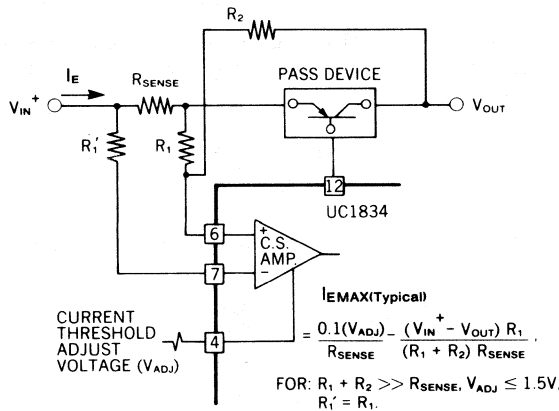 R2
IE
RSENSE
PASS DEVICE
VIN+
VOUT
R1′
R1
12
UC1834
6
+
C.S.
AMP.
7
−
IEMAX(Typical)
CURRENT
THRESHOLD
ADJUST
VOLTAGE (VADJ)
4
= 0.1(VADJ) / RSENSE − (VIN+ − VOUT) R1 / (R1 + R2) RSENSE ,
FOR: R1 + R2 >> RSENSE, VADJ ≤ 1.5V,
R1′ = R1.